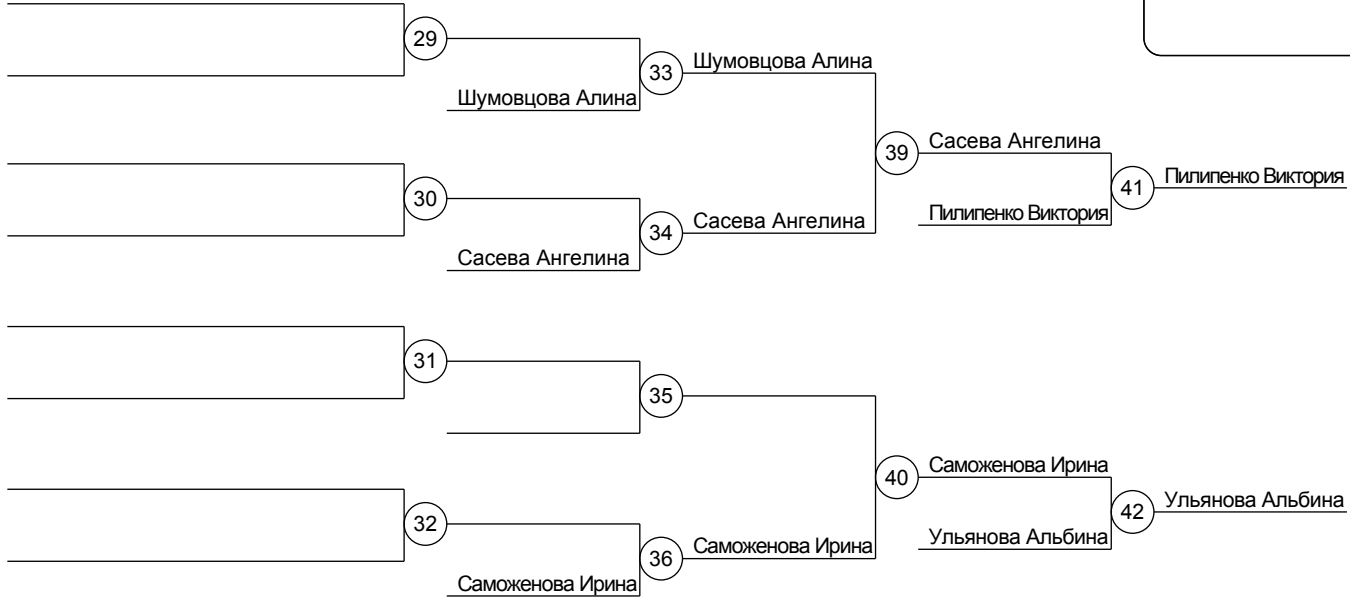 29
33
Шумовцова Алина
Шумовцова Алина
39
Сасева Ангелина
41
Пилипенко Виктория
30
34
Сасева Ангелина
Пилипенко Виктория
Сасева Ангелина
31
35
40
Саможенова Ирина
42
Ульянова Альбина
32
36
Саможенова Ирина
Ульянова Альбина
Саможенова Ирина